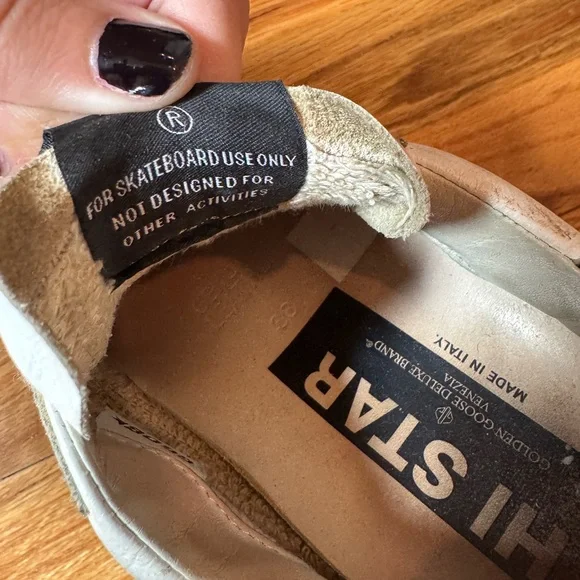 ®
FOR SKATEBOARD USE ONLY
NOT DESIGNED FOR
OTHER ACTIVITIES
38
HI STAR
GOLDEN GOOSE DELUXE BRAND®
VENEZIA
MADE IN ITALY.